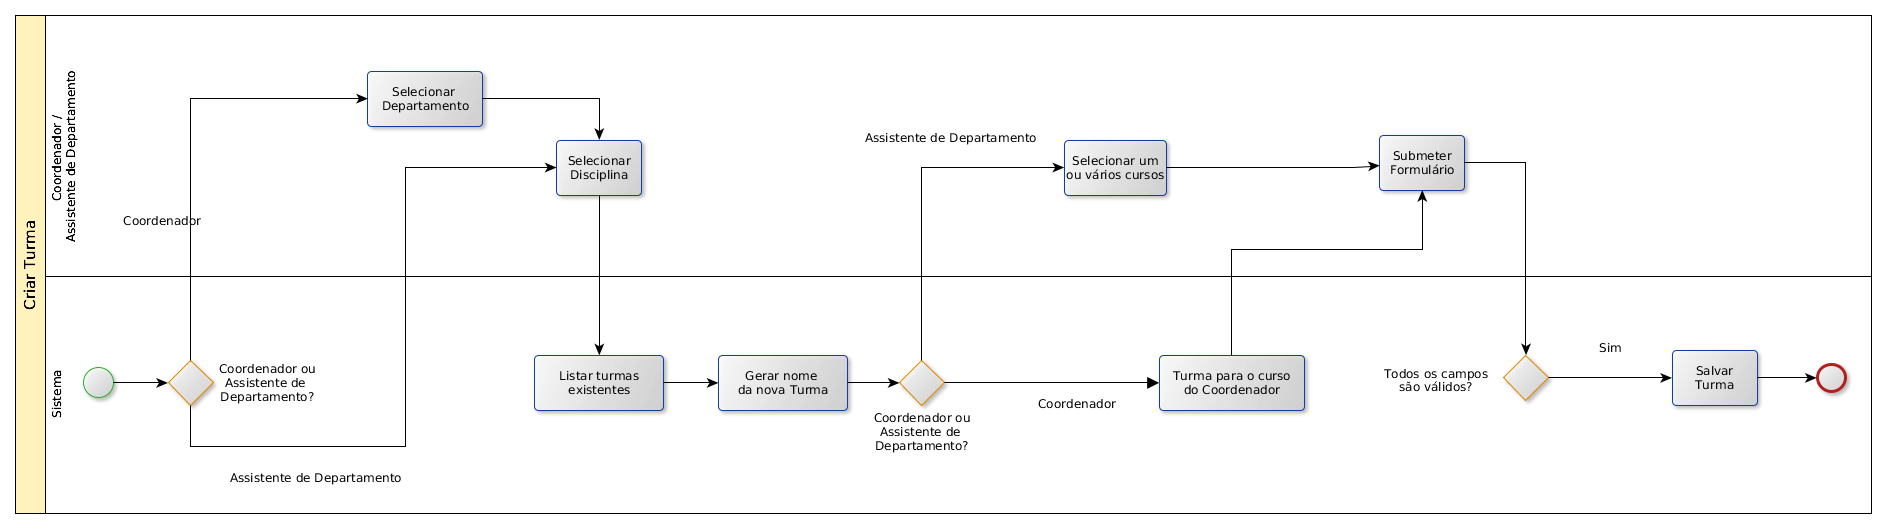 Criar Turma
Coordenador /
Assistente de Departamento
Selecionar
Departamento
Selecionar
Disciplina
Coordenador
Assistente de Departamento
Selecionar um
ou vários cursos
Submeter
Formulário
Sistema
Coordenador ou
Assistente de
Departamento?
Assistente de Departamento
Listar turmas
existentes
Gerar nome
da nova Turma
Coordenador ou
Assistente de
Departamento?
Coordenador
Turma para o curso
do Coordenador
Todos os campos
são válidos?
Sim
Salvar
Turma